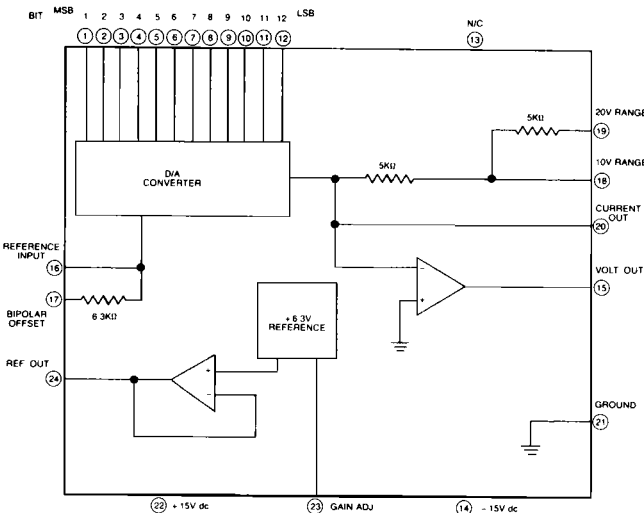 BIT MSB 1 2 3 4 5 6 7 8 9 10 11 12 LSB
1 2 3 4 5 6 7 8 9 10 11 12
N/C
13
D/A
CONVERTER
5KΩ
20V RANGE
19
5KΩ
10V RANGE
18
CURRENT
OUT
20
REFERENCE
INPUT
16
17
BIPOLAR
OFFSET
6 3KΩ
- 
+
VOLT OUT
15
+ 6 3V
REFERENCE
REF OUT
24
+
-
GROUND
21
22 + 15V dc
23 GAIN ADJ
14 - 15V dc